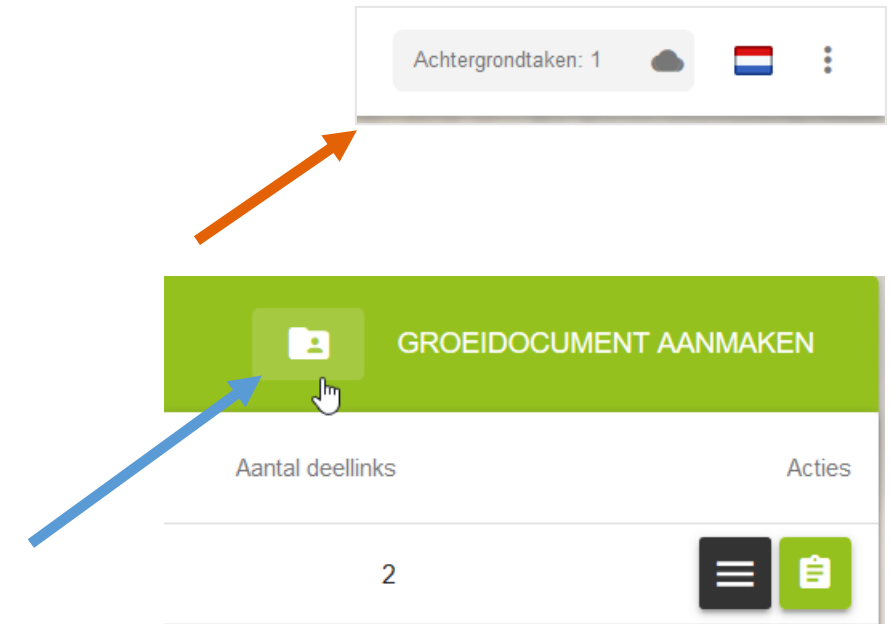 Achtergrondtaken: 1
GROEIDOCUMENT AANMAKEN
Aantal deellinks Acties
2